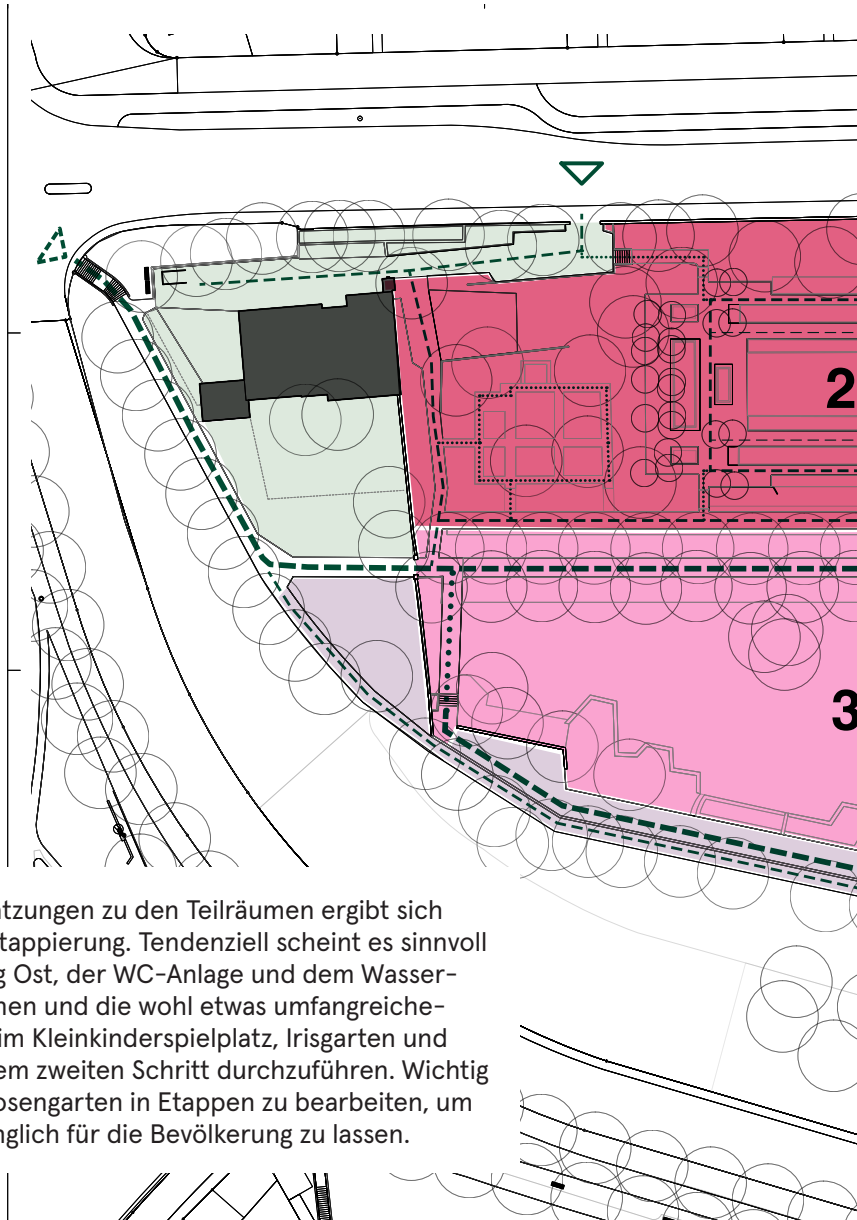 2
3
tzungen zu den Teilräumen ergibt sich
tappierung. Tendenziell scheint es sinnvoll
g Ost, der WC-Anlage und dem Wasser-
nen und die wohl etwas umfangreiche-
im Kleinkinderspielplatz, Irisgarten und
em zweiten Schritt durchzuführen. Wichtig
osengarten in Etappen zu bearbeiten, um
nglich für die Bevölkerung zu lassen.